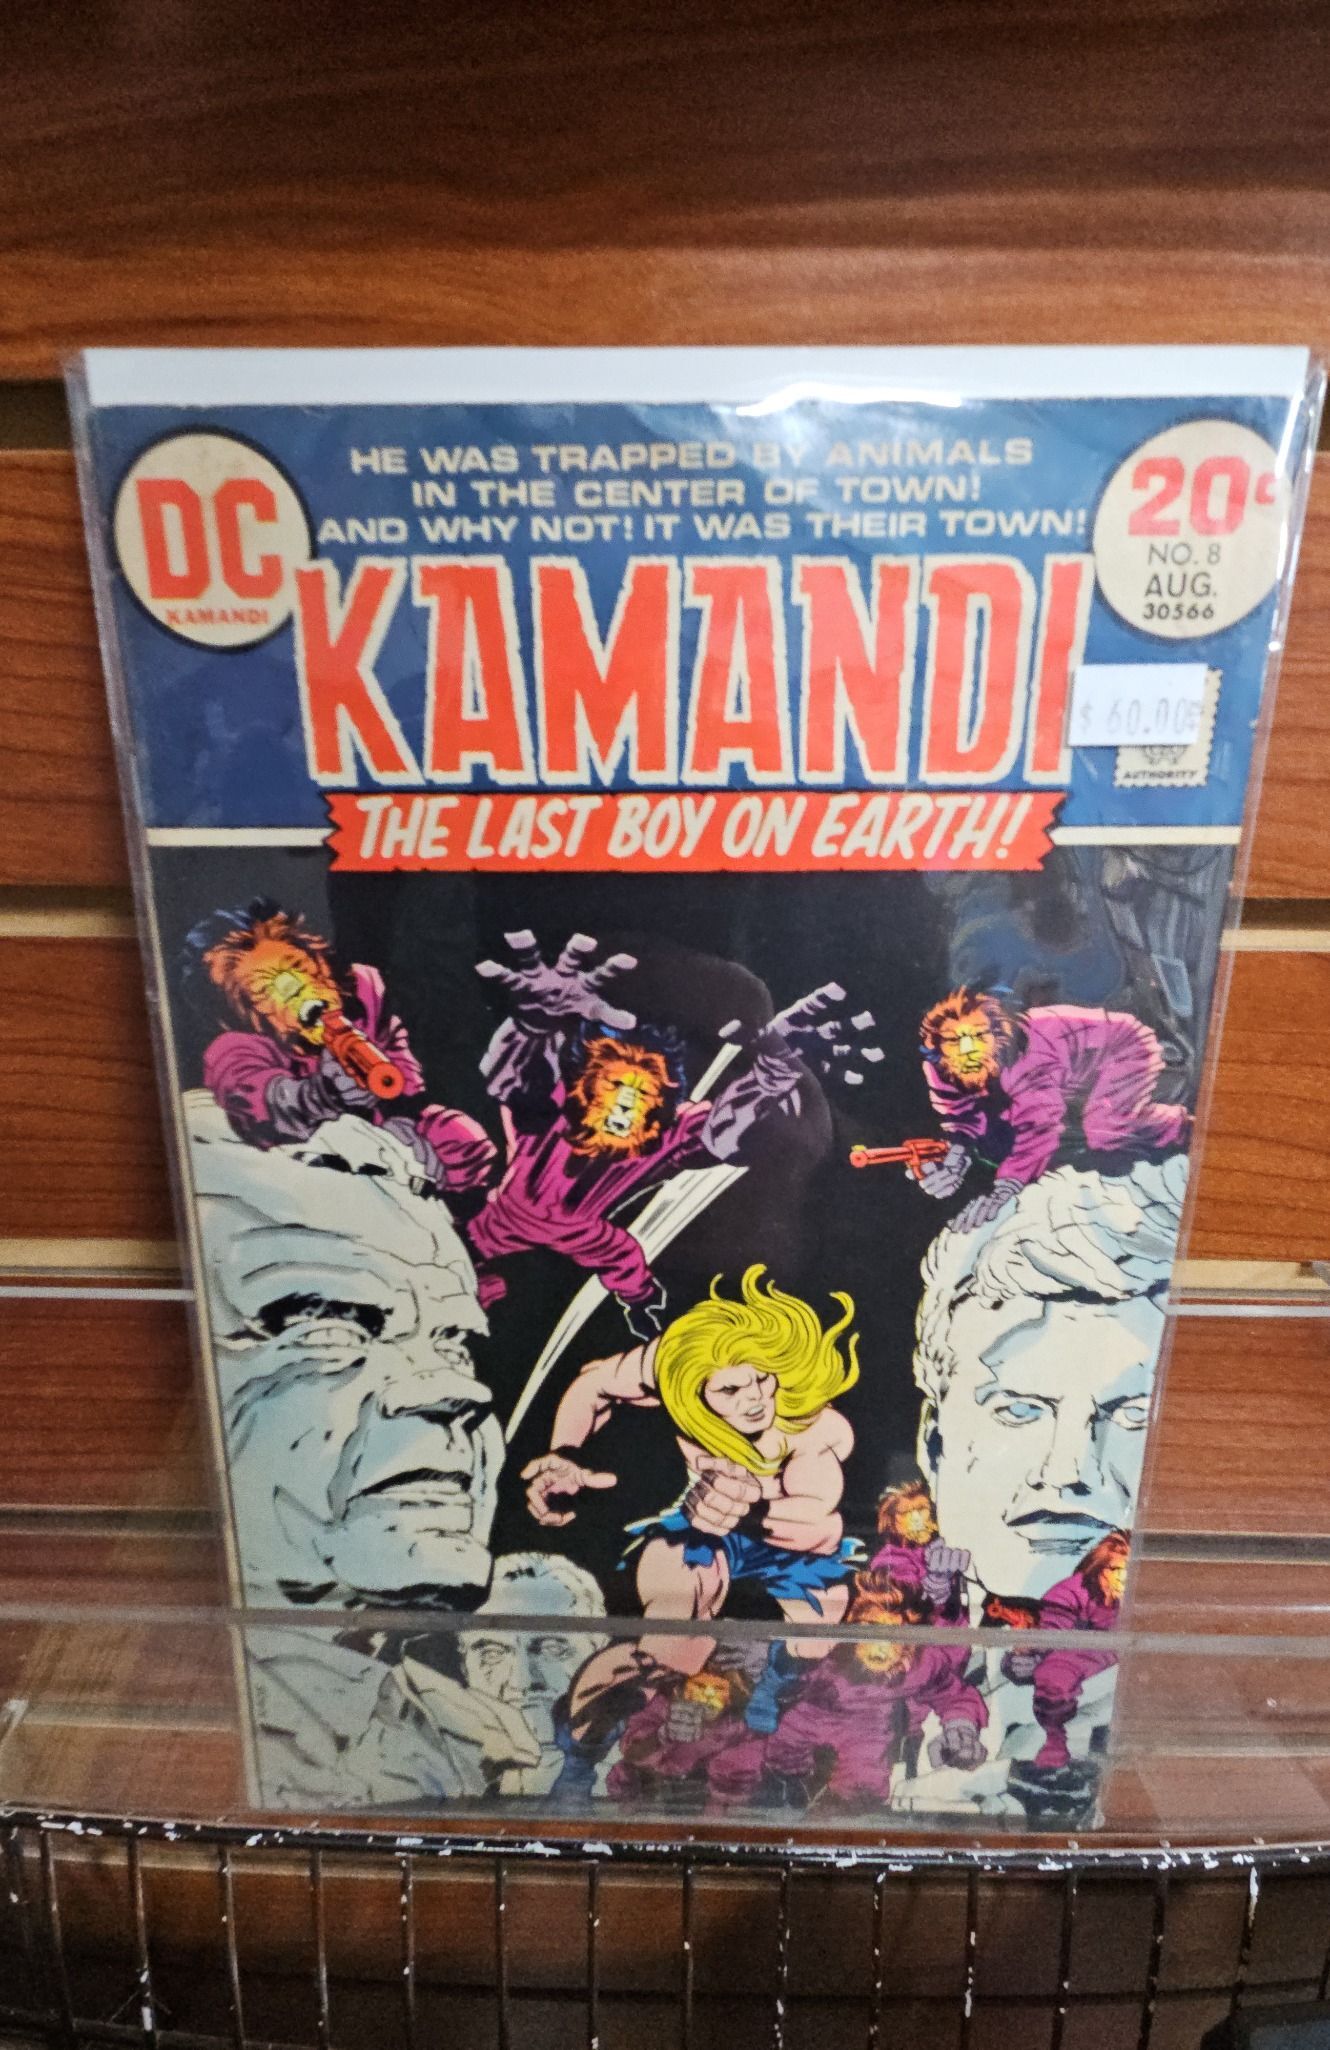 HE WAS TRAPPED BY ANIMALS
IN THE CENTER OF TOWN!
AND WHY NOT! IT WAS THEIR TOWN!
DC
KAMANDI
20¢
NO. 8
AUG.
30566
KAMANDI
$ 60.00
AUTHORITY
THE LAST BOY ON EARTH!